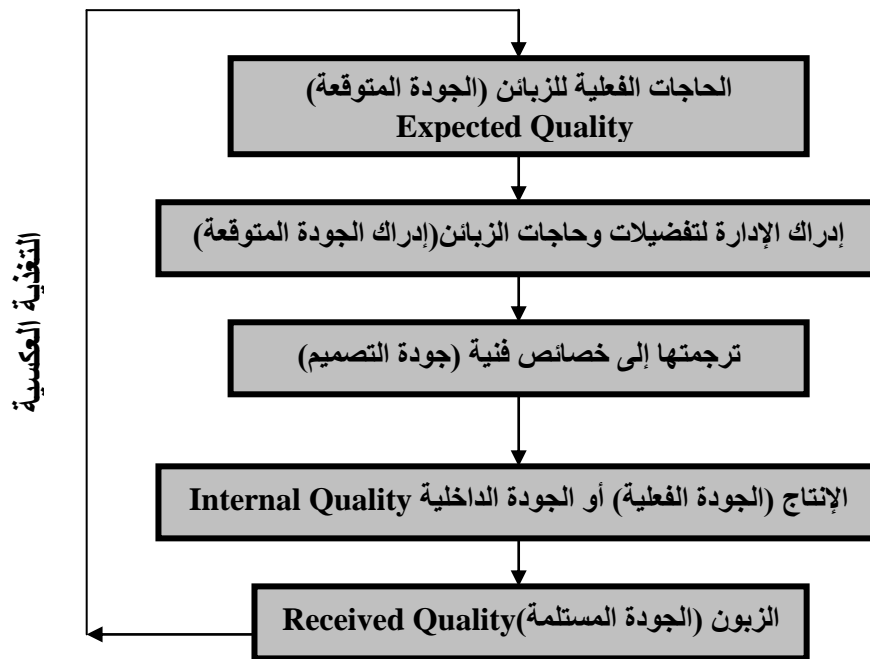 الحاجات الفعلية للزبائن (الجودة المتوقعة)
Expected Quality
إدراك الإدارة لتفضيلات وحاجات الزبائن(إدراك الجودة المتوقعة)
ترجمتها إلى خصائص فنية (جودة التصميم)
الإنتاج (الجودة الفعلية) أو الجودة الداخلية Internal Quality
الزبون (الجودة المستلمة)Received Quality
التغذية العكسية